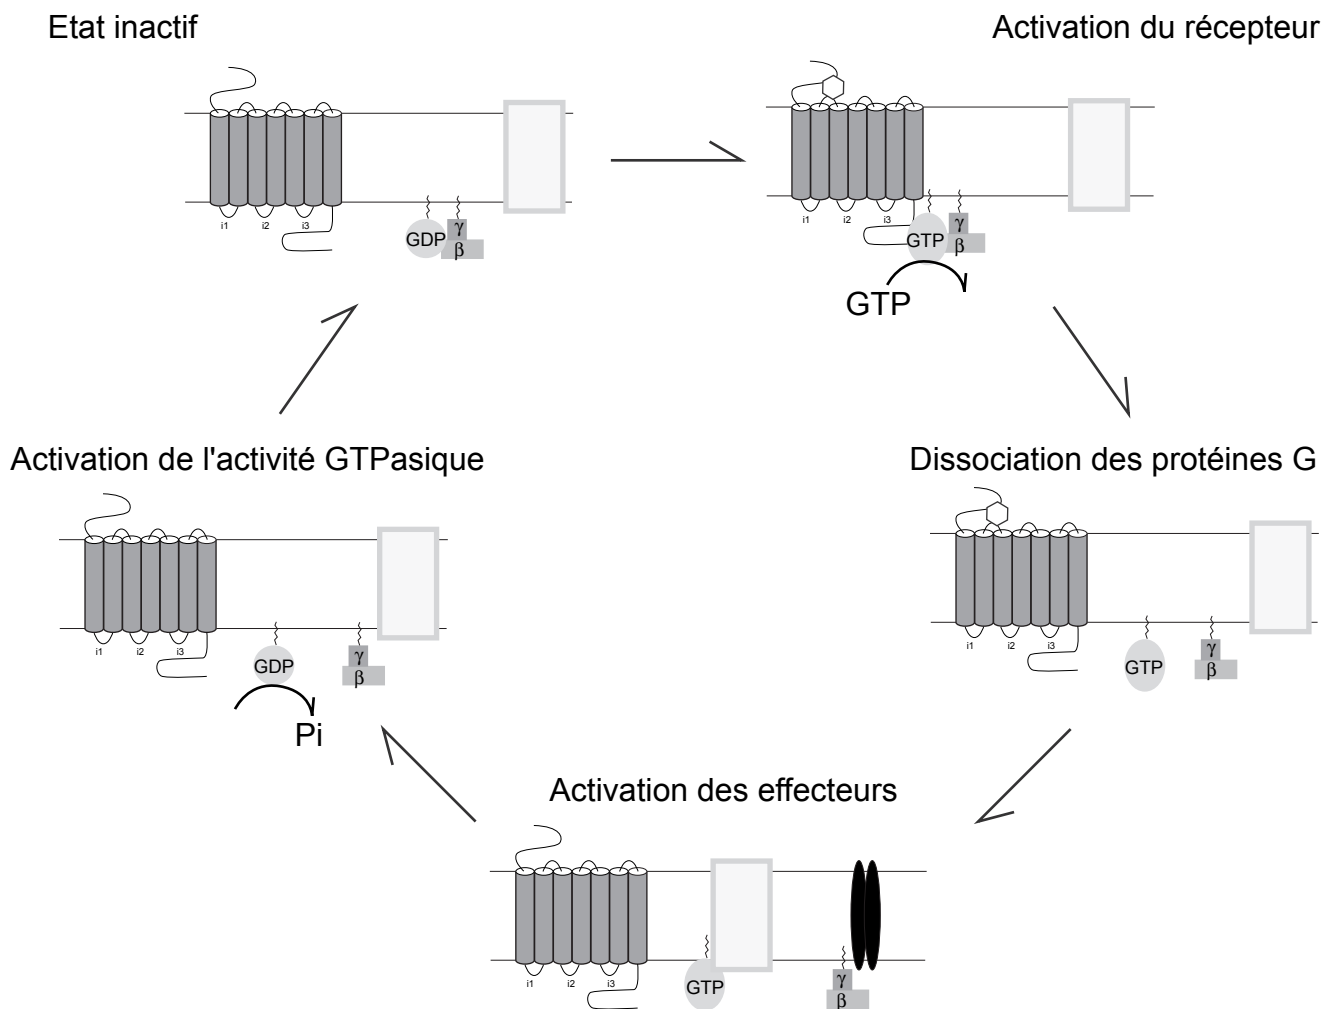 Etat inactif
Activation du récepteur
i1 i2 i3
GDP γ
β
i1 i2 i3
GTP γ
β
GTP
Activation de l'activité GTPasique
Dissociation des protéines G
i1 i2 i3
GDP γ
β
Pi
i1 i2 i3
GTP γ
β
Activation des effecteurs
i1 i2 i3
GTP γ
β